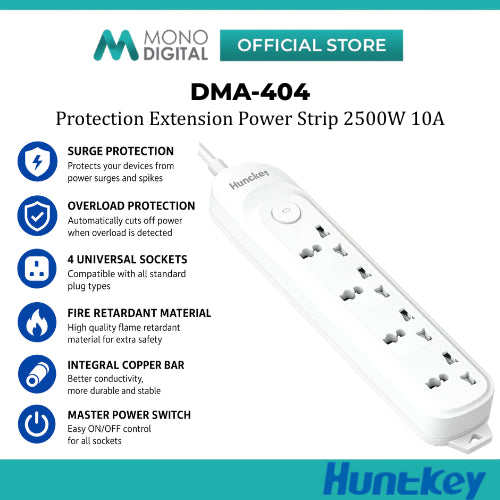 MONO
DIGITAL
OFFICIAL STORE
DMA-404
Protection Extension Power Strip 2500W 10A
SURGE PROTECTION
Protects your devices from
power surges and spikes
OVERLOAD PROTECTION
Automatically cuts off power
when overload is detected
4 UNIVERSAL SOCKETS
Compatible with all standard
plug types
FIRE RETARDANT MATERIAL
High quality flame retardant
material for extra safety
INTEGRAL COPPER BAR
Better conductivity,
more durable and stable
MASTER POWER SWITCH
Easy ON/OFF control
for all sockets
Huntkey
Huntkey